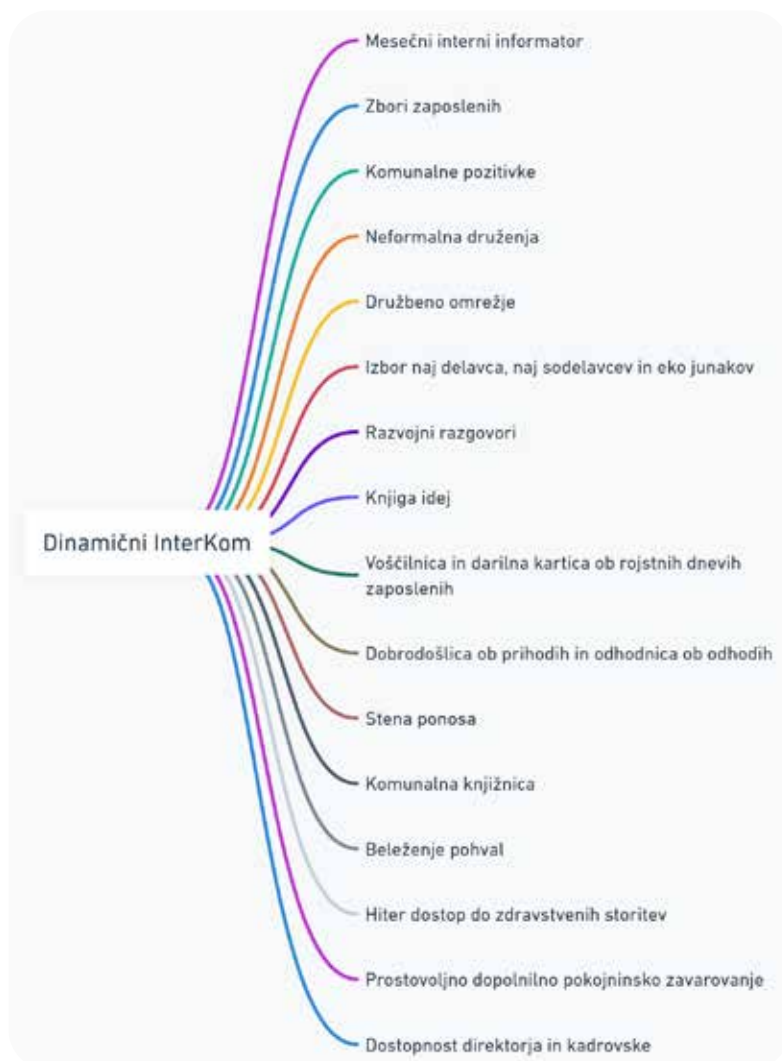 Mesečni interni informator
Zbori zaposlenih
Komunalne pozitivke
Neformalna druženja
Družbeno omrežje
Izbor naj delavca, naj sodelavcev in eko junakov
Razvojni razgovori
Knjiga idej
Dinamični InterKom
Voščilnica in darilna kartica ob rojstnih dnevih
zaposlenih
Dobrodošlica ob prihodih in odhodnica ob odhodih
Stena ponosa
Komunalna knjižnica
Beleženje pohval
Hiter dostop do zdravstvenih storitev
Prostovoljno dopolnilno pokojninsko zavarovanje
Dostopnost direktorja in kadrovske